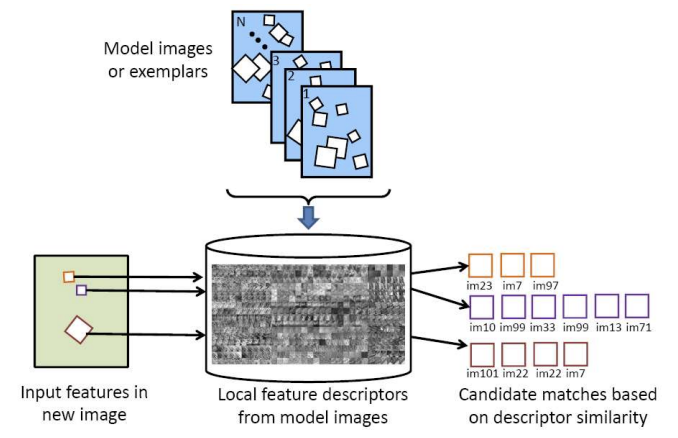 Model images
or exemplars
N
3
2
1
im23 im7 im97
im10 im99 im33 im99 im13 im71
im101 im22 im22 im7
Input features in
new image
Local feature descriptors
from model images
Candidate matches based
on descriptor similarity